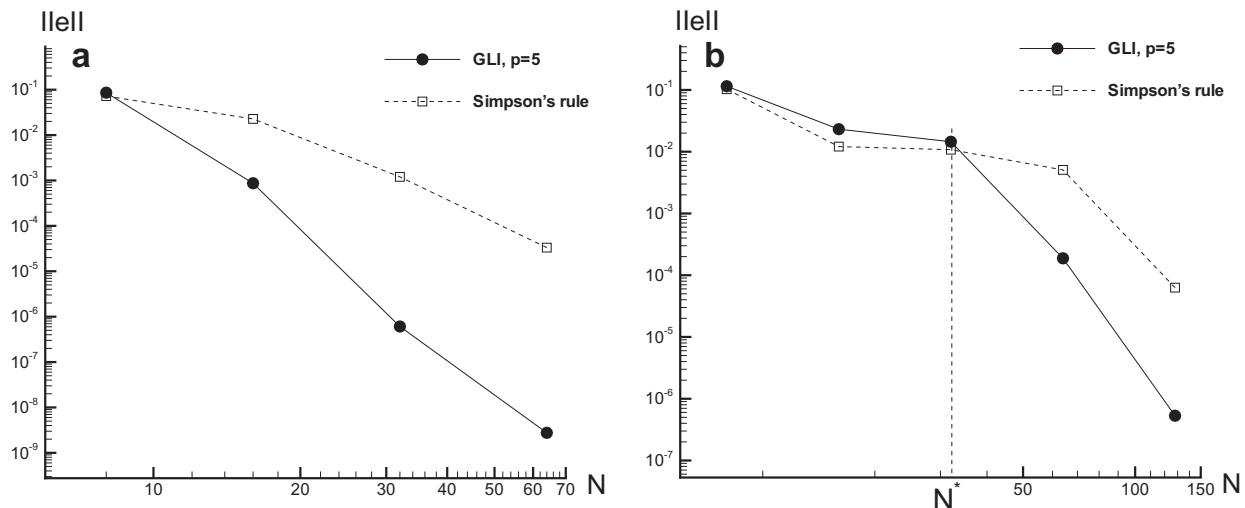 ||e||
a
GLI, p=5
Simpson's rule
10^-1
10^-2
10^-3
10^-4
10^-5
10^-6
10^-7
10^-8
10^-9
10 20 30 40 50 60 70 N
||e||
b
GLI, p=5
Simpson's rule
10^-1
10^-2
10^-3
10^-4
10^-5
10^-6
10^-7
N^* 50 100 150 N